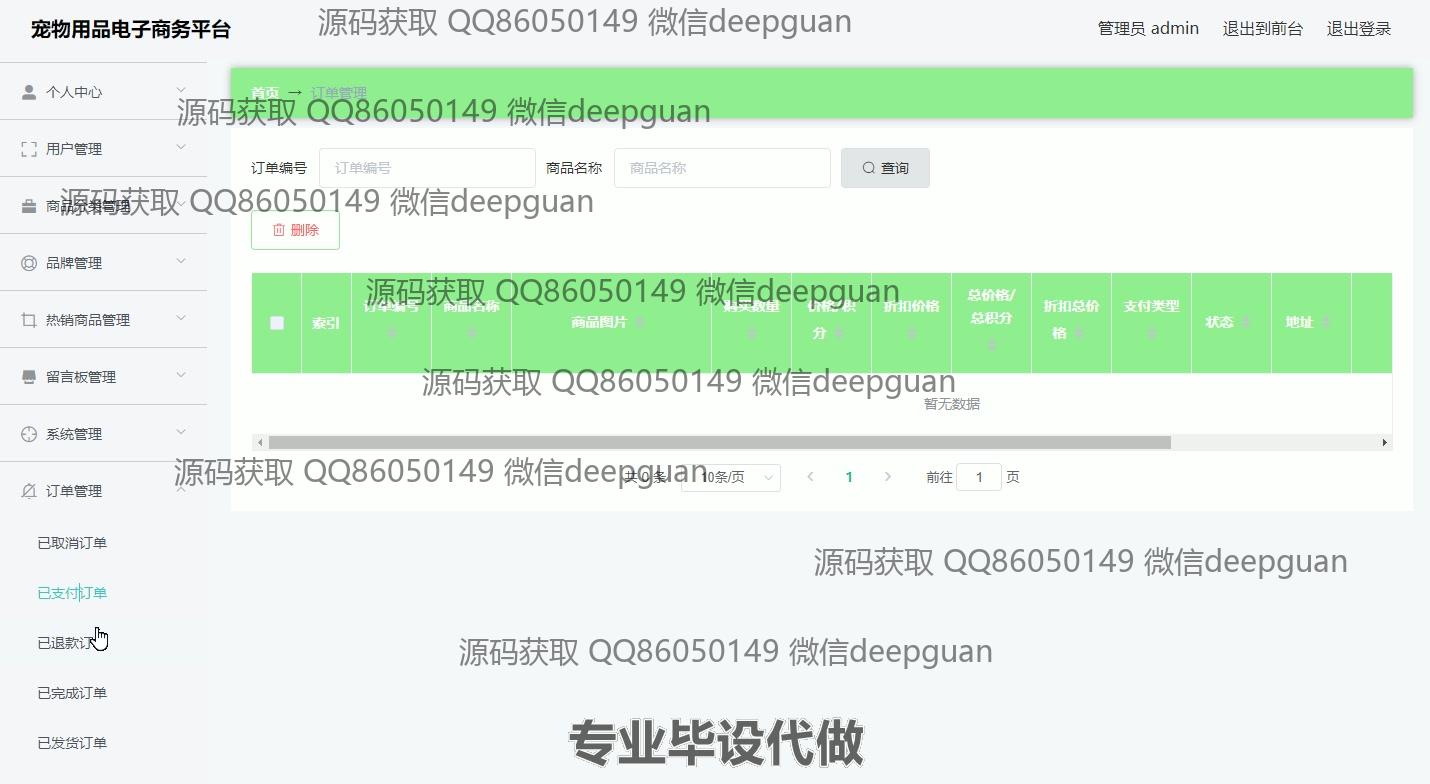 宠物用品电子商务平台
源码获取 QQ86050149 微信deepguan
管理员 admin 退出到前台 退出登录
个人中心
首页 → 订单管理
源码获取 QQ86050149 微信deepguan
用户管理
订单编号 订单编号 商品名称 商品名称 查询
商品分类管理
源码获取 QQ86050149 微信deepguan
删除
品牌管理
源码获取 QQ86050149 微信deepguan
索引 订单编号 商品名称 商品图片 购买数量 价格/积分 折扣价格 总价格/总积分 折扣总价格 支付类型 状态 地址
热销商品管理
留言板管理
源码获取 QQ86050149 微信deepguan
暂无数据
系统管理
源码获取 QQ86050149 微信deepguan
共 0 条 10条/页 1 前往 1 页
订单管理
已取消订单
源码获取 QQ86050149 微信deepguan
已支付订单
已退款订单
源码获取 QQ86050149 微信deepguan
已完成订单
已发货订单
专业毕设代做